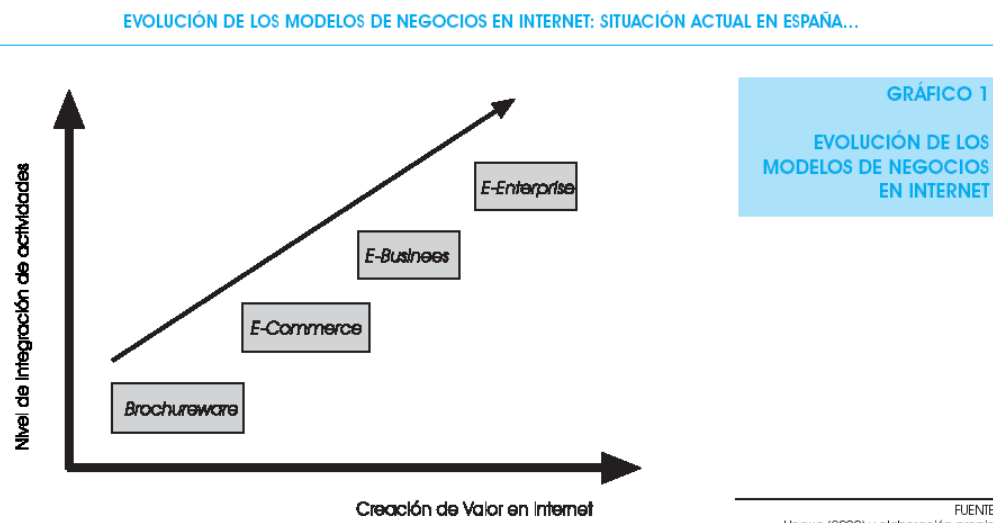 EVOLUCIÓN DE LOS MODELOS DE NEGOCIOS EN INTERNET: SITUACIÓN ACTUAL EN ESPAÑA...
GRÁFICO 1
EVOLUCIÓN DE LOS
MODELOS DE NEGOCIOS
EN INTERNET
Nivel de integración de actividades
E-Enterprise
E-Businees
E-Commerce
Brochureware
Creación de Valor en Internet
FUENTE